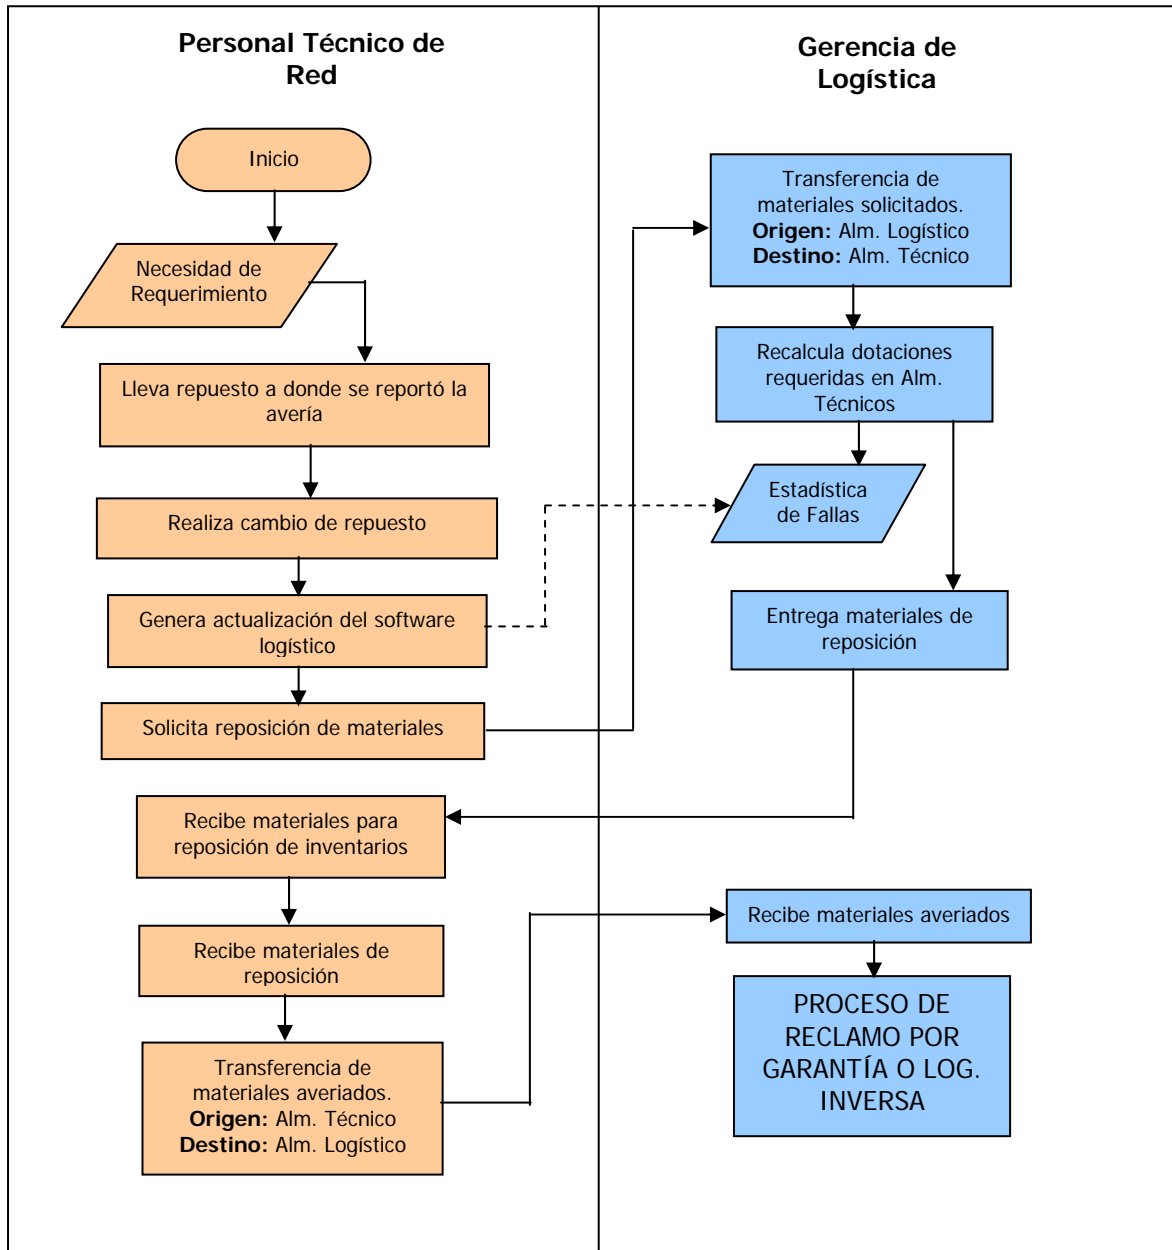 Personal Técnico de
Red
Inicio
Necesidad de
Requerimiento
Lleva repuesto a donde se reportó la
avería
Realiza cambio de repuesto
Genera actualización del software
logístico
Solicita reposición de materiales
Recibe materiales para
reposición de inventarios
Recibe materiales de
reposición
Transferencia de
materiales averiados.
Origen: Alm. Técnico
Destino: Alm. Logístico
Gerencia de
Logística
Transferencia de
materiales solicitados.
Origen: Alm. Logístico
Destino: Alm. Técnico
Recalcula dotaciones
requeridas en Alm.
Técnicos
Estadística
de Fallas
Entrega materiales de
reposición
Recibe materiales averiados
PROCESO DE
RECLAMO POR
GARANTÍA O LOG.
INVERSA